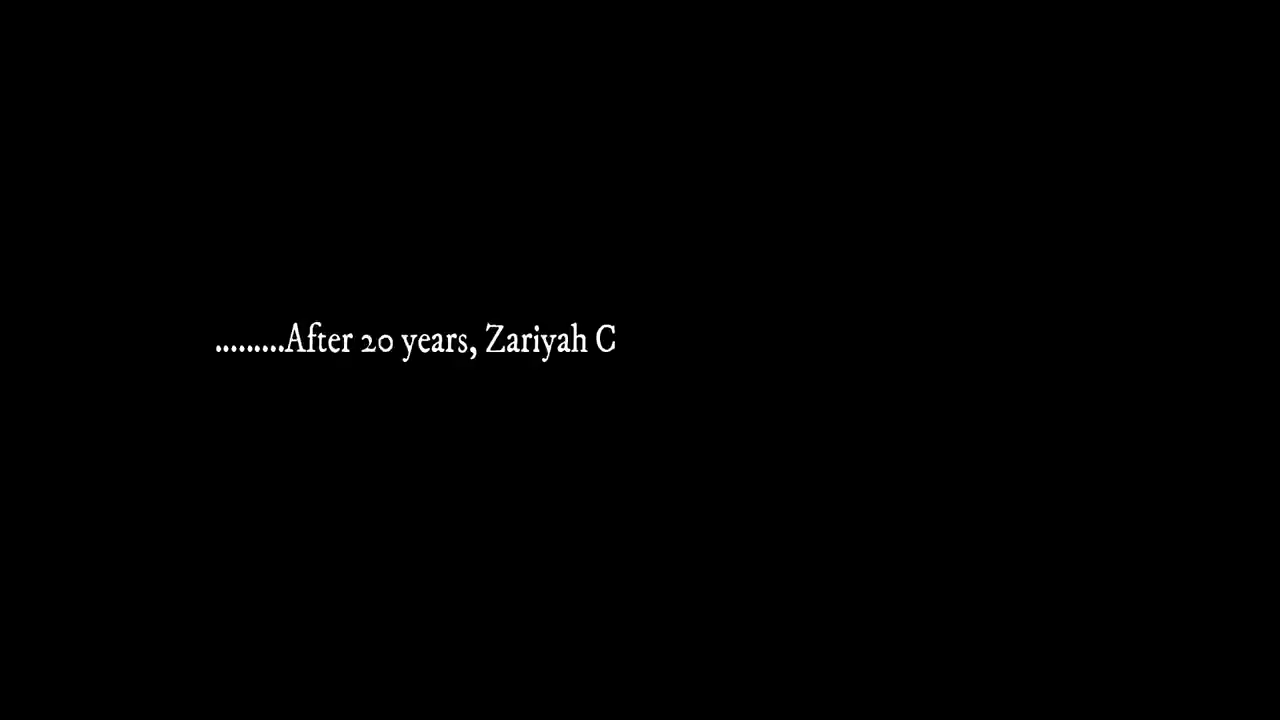 .........After 20 years, Zariyah C